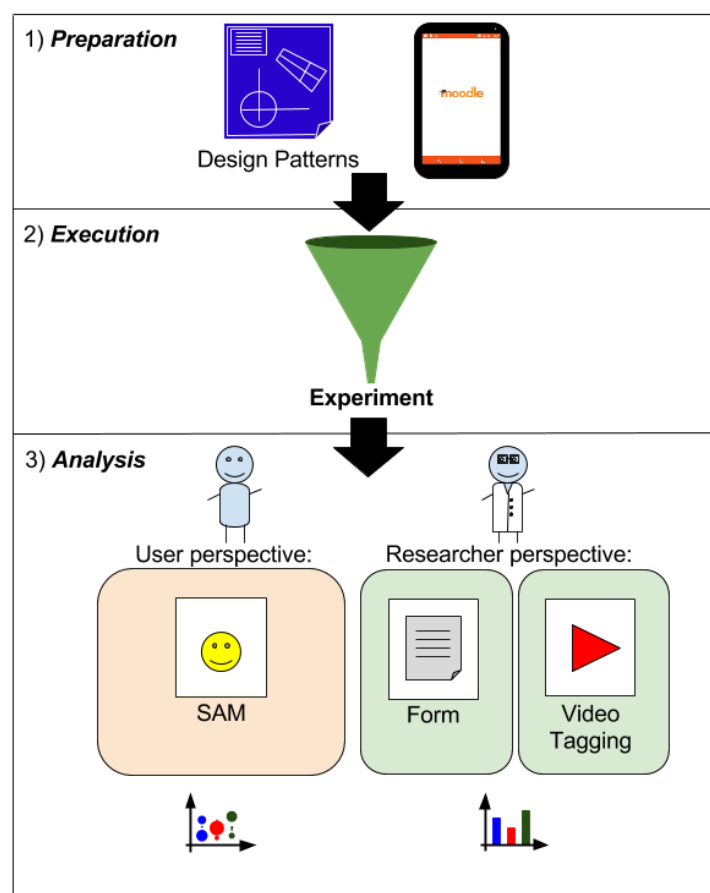 1) Preparation
moodle
Design Patterns
2) Execution
Experiment
3) Analysis
User perspective:
Researcher perspective:
SAM
Form
Video
Tagging